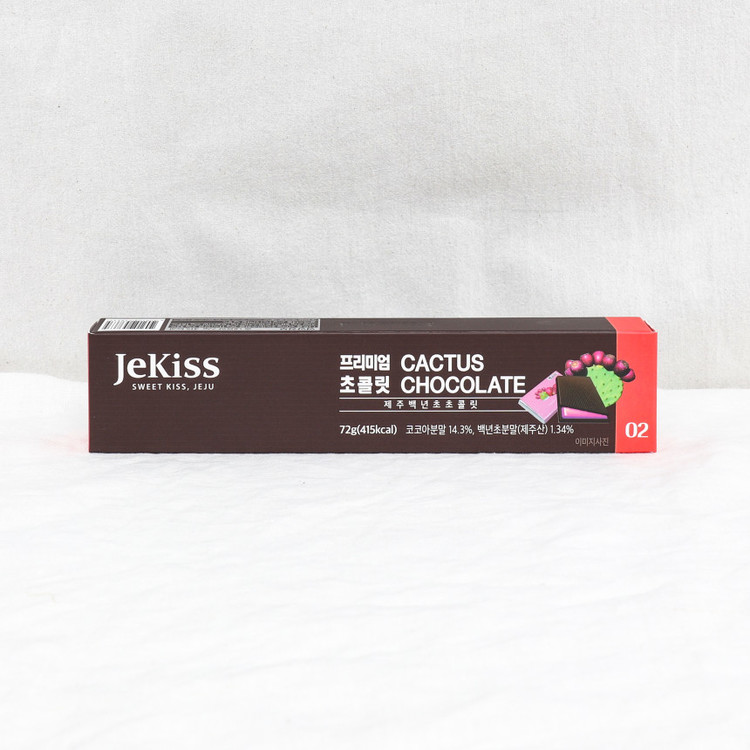 JeKiss
SWEET KISS, JEJU
프리미엄 CACTUS
초콜릿 CHOCOLATE
제주백년초초콜릿
72g(415kcal) 코코아분말 14.3%, 백년초분말(제주산) 1.34%
이미지사진
02